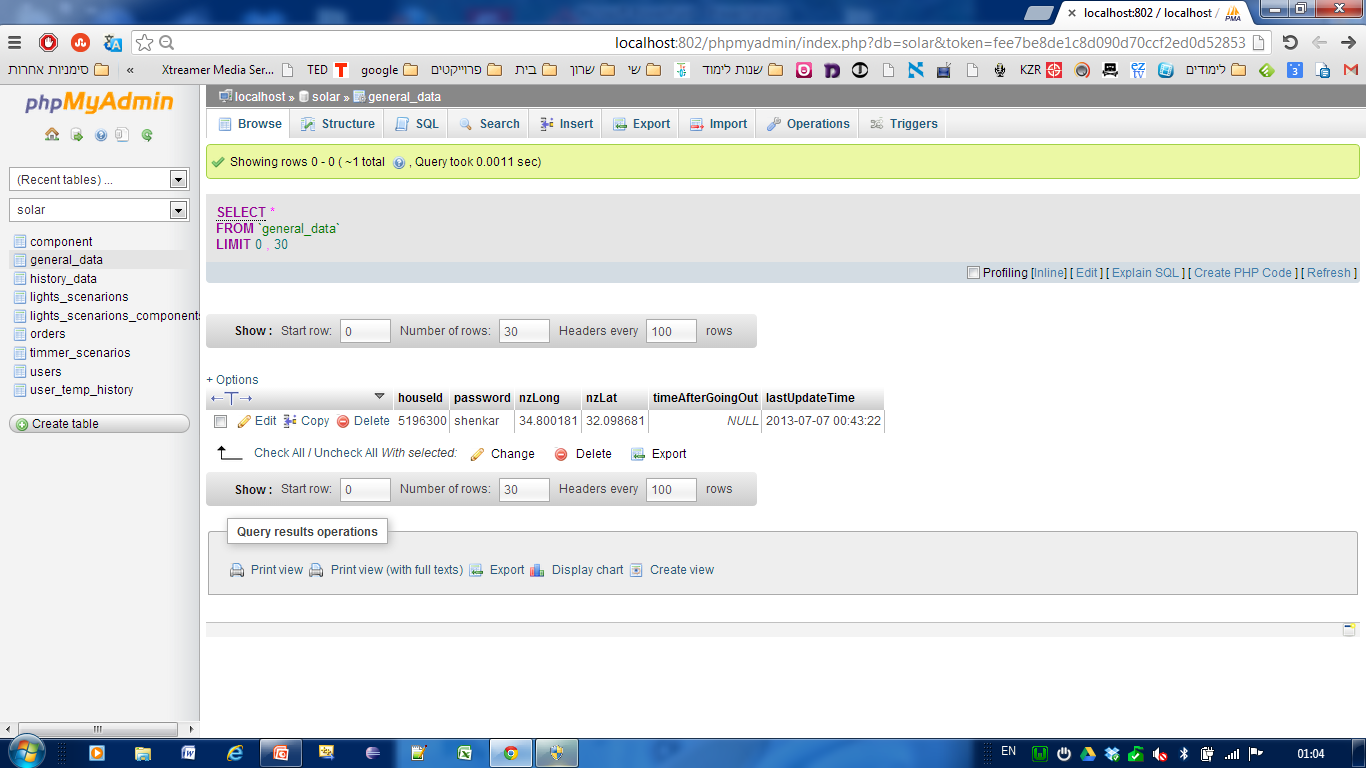 localhost:802 / localhost /
localhost:802/phpmyadmin/index.php?db=solar&token=fee7be8de1c8d090d70ccf2ed0d52853
סימניות אחרות
«
Xtreamer Media Ser...
TED
google
פרוייקטים
בית
שרון
שי
שנות לימוד
KZR
לימודים
phpMyAdmin
localhost » solar » general_data
Browse Structure SQL Search Insert Export Import Operations Triggers
Showing rows 0 - 0 ( ~1 total , Query took 0.0011 sec)
(Recent tables) ...
solar
component
general_data
history_data
lights_scenarions
lights_scenarions_component
orders
timmer_scenarios
users
user_temp_history
Create table
SELECT *
FROM `general_data`
LIMIT 0 , 30
Profiling [Inline] [ Edit ] [ Explain SQL ] [ Create PHP Code ] [ Refresh ]
Show : Start row: 0 Number of rows: 30 Headers every 100 rows
+ Options
←T→ houseId password nzLong nzLat timeAfterGoingOut lastUpdateTime
Edit Copy Delete 5196300 shenkar 34.800181 32.098681 NULL 2013-07-07 00:43:22
Check All / Uncheck All With selected: Change Delete Export
Show : Start row: 0 Number of rows: 30 Headers every 100 rows
Query results operations
Print view Print view (with full texts) Export Display chart Create view
EN 01:04